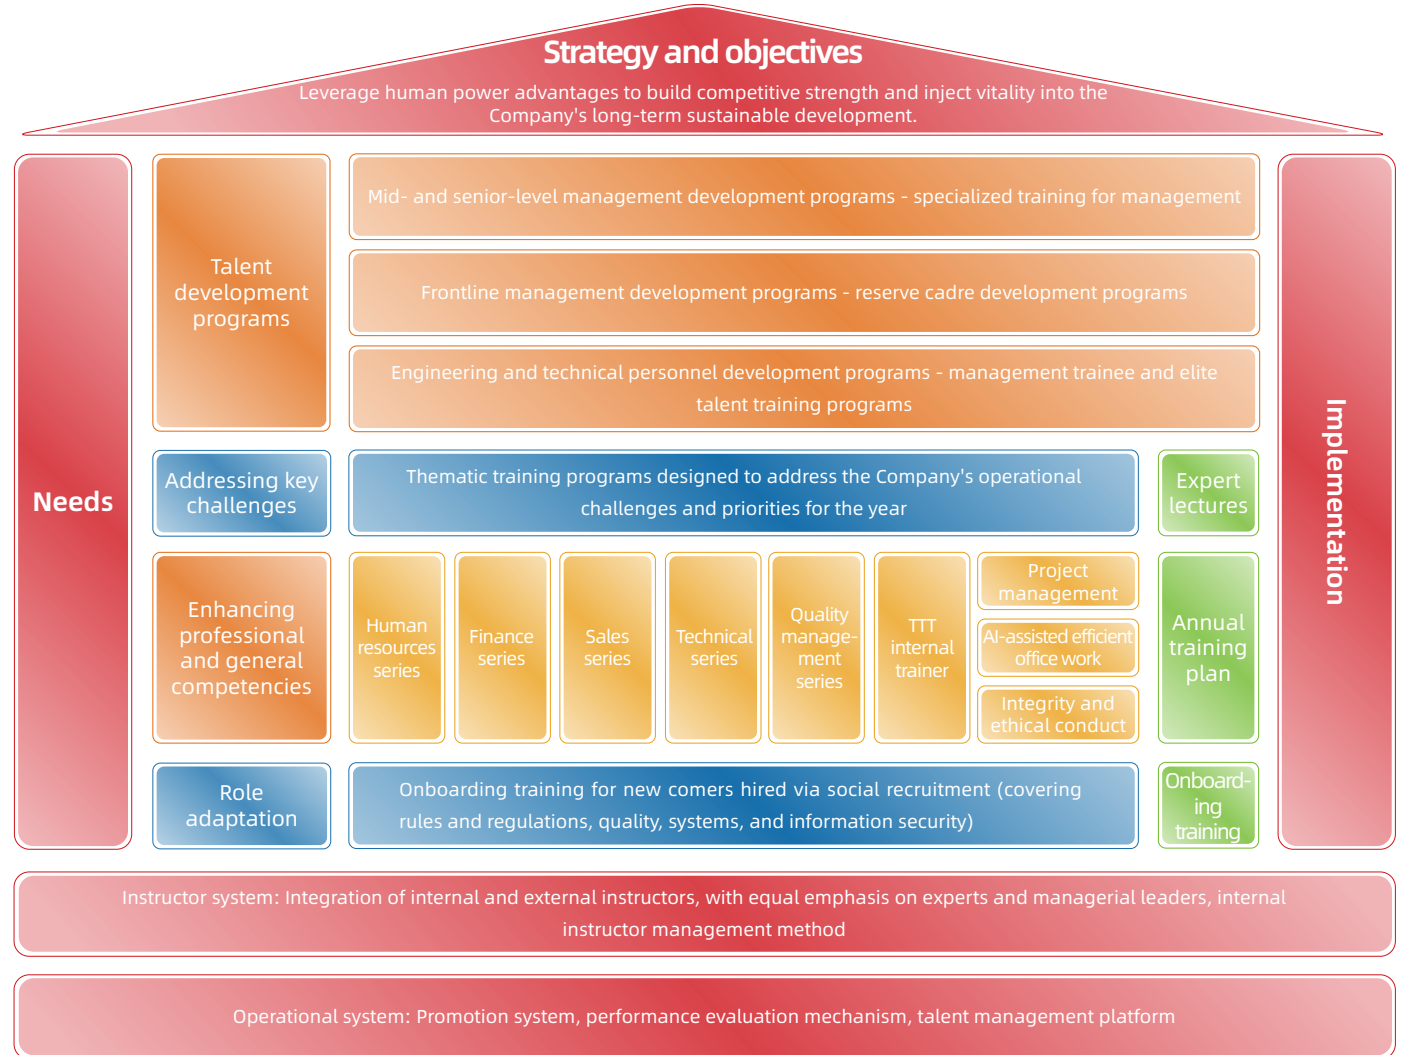 Strategy and objectives
Leverage human power advantages to build competitive strength and inject vitality into the
Company's long-term sustainable development.
Needs
Talent
development
programs
Mid- and senior-level management development programs - specialized training for management
Frontline management development programs - reserve cadre development programs
Engineering and technical personnel development programs - management trainee and elite
talent training programs
Implementation
Addressing key
challenges
Thematic training programs designed to address the Company's operational
challenges and priorities for the year
Expert
lectures
Enhancing
professional
and general
competencies
Human
resources
series
Finance
series
Sales
series
Technical
series
Quality
manage-
ment
series
TTT
internal
trainer
Project
management
AI-assisted efficient
office work
Integrity and
ethical conduct
Annual
training
plan
Role
adaptation
Onboarding training for new comers hired via social recruitment (covering
rules and regulations, quality, systems, and information security)
Onboard-
ing
training
Instructor system: Integration of internal and external instructors, with equal emphasis on experts and managerial leaders, internal
instructor management method
Operational system: Promotion system, performance evaluation mechanism, talent management platform